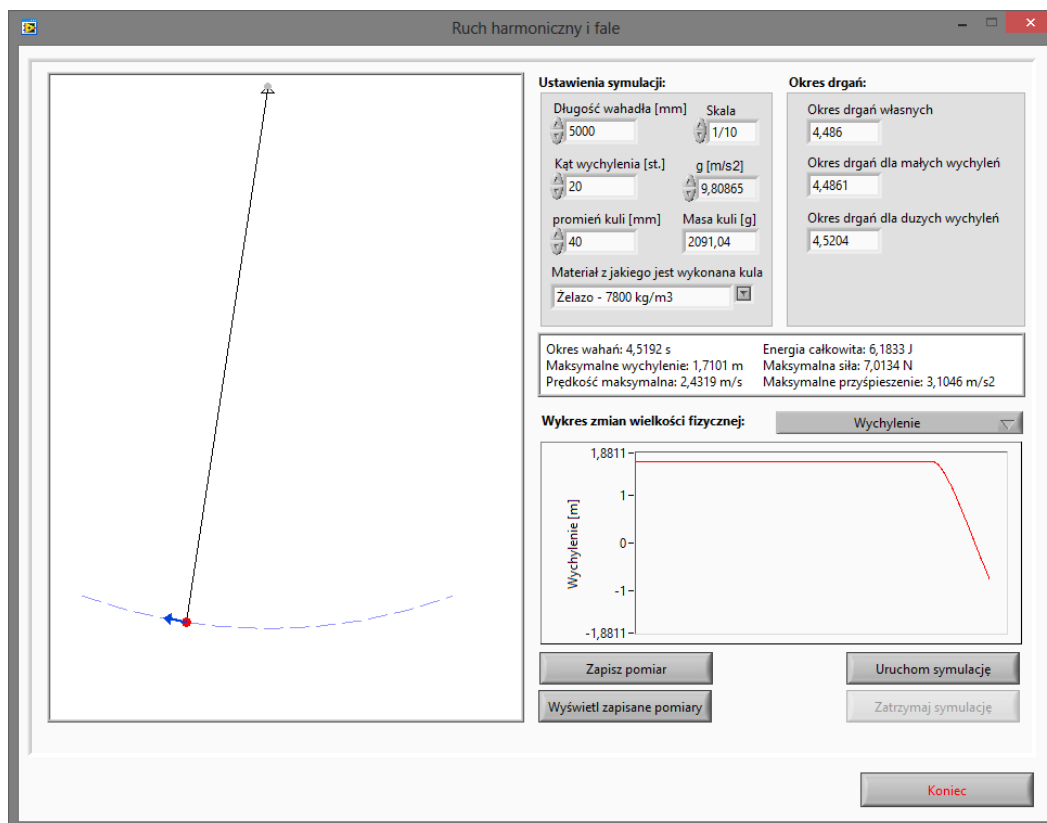 Ruch harmoniczny i fale
Ustawienia symulacji:
Długość wahadła [mm]
Skala
5000
1/10
Kąt wychylenia [st.]
g [m/s2]
20
9,80865
promień kuli [mm]
Masa kuli [g]
40
2091,04
Materiał z jakiego jest wykonana kula
Żelazo - 7800 kg/m3
Okres drgań:
Okres drgań własnych
4,486
Okres drgań dla małych wychyleń
4,4861
Okres drgań dla duzych wychyleń
4,5204
Okres wahań: 4,5192 s
Maksymalne wychylenie: 1,7101 m
Prędkość maksymalna: 2,4319 m/s
Energia całkowita: 6,1833 J
Maksymalna siła: 7,0134 N
Maksymalne przyśpieszenie: 3,1046 m/s2
Wykres zmian wielkości fizycznej:
Wychylenie
Wychylenie [m]
1,8811
1
0
-1
-1,8811
Zapisz pomiar
Uruchom symulację
Wyświetl zapisane pomiary
Zatrzymaj symulację
Koniec